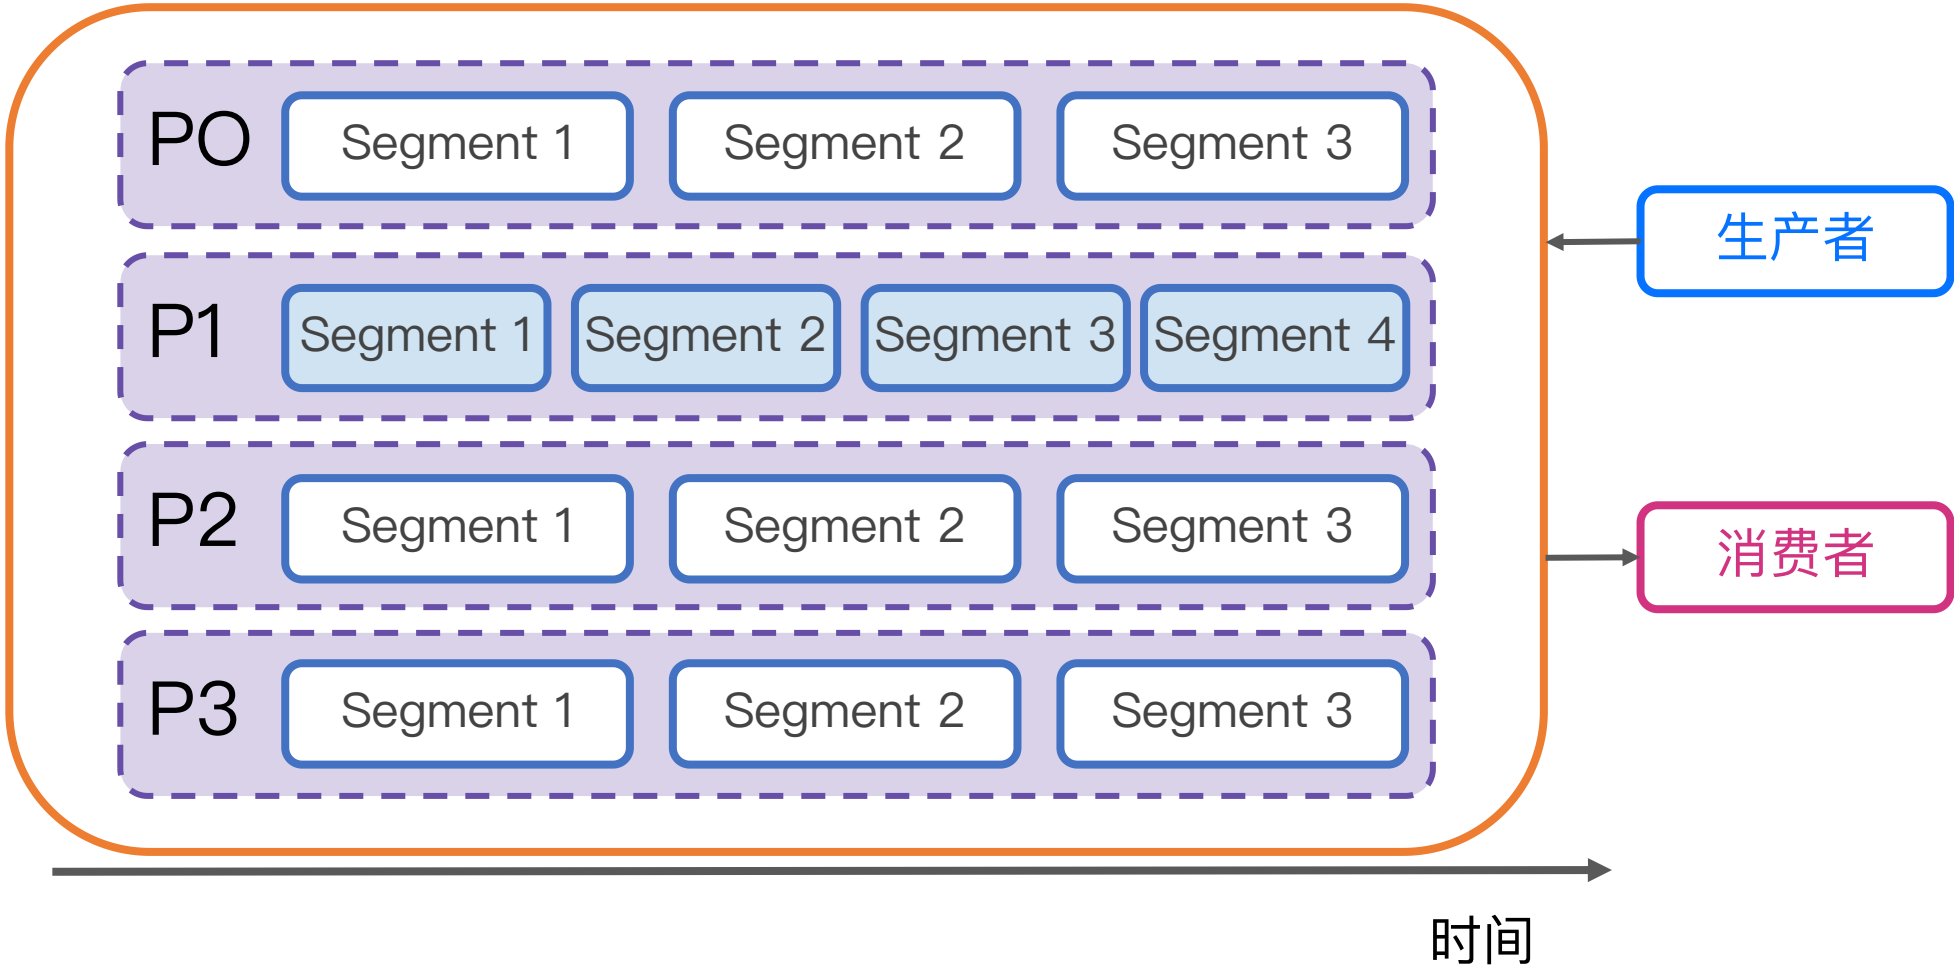 PO
Segment 1
Segment 2
Segment 3
P1
Segment 1
Segment 2
Segment 3
Segment 4
P2
Segment 1
Segment 2
Segment 3
P3
Segment 1
Segment 2
Segment 3
生产者
消费者
时间